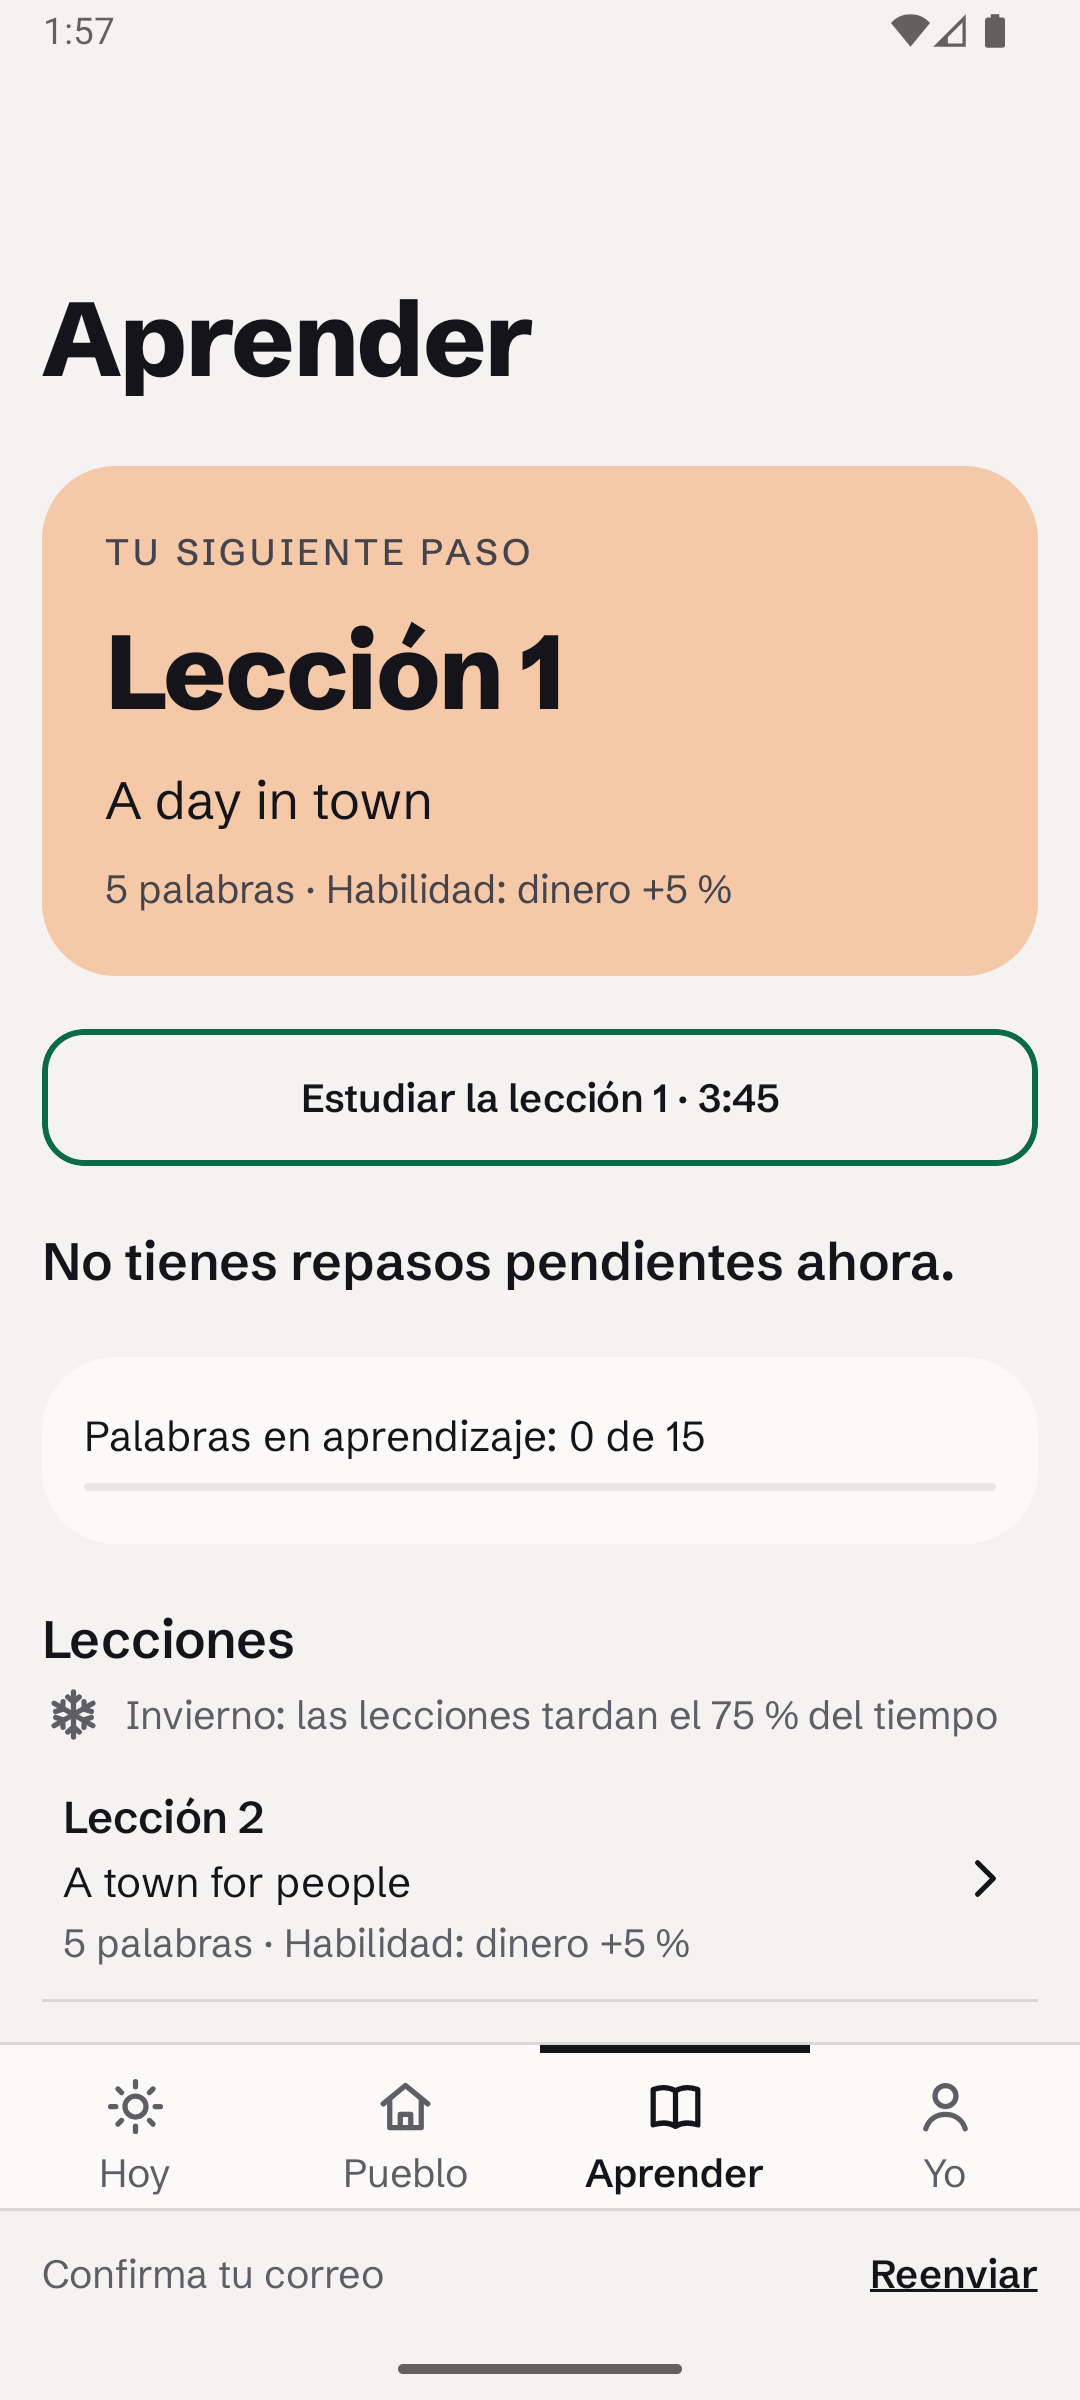 1:57
Aprender
TU SIGUIENTE PASO
Lección 1
A day in town
5 palabras · Habilidad: dinero +5 %
Estudiar la lección 1 · 3:45
No tienes repasos pendientes ahora.
Palabras en aprendizaje: 0 de 15
Lecciones
Invierno: las lecciones tardan el 75 % del tiempo
Lección 2
A town for people
5 palabras · Habilidad: dinero +5 %
Hoy
Pueblo
Aprender
Yo
Confirma tu correo
Reenviar